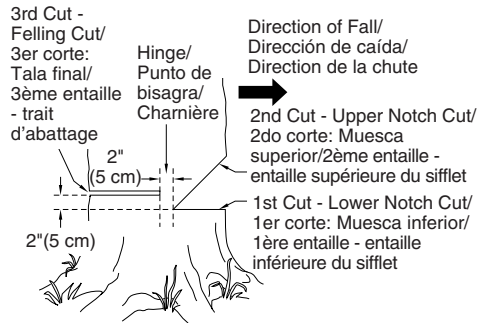 3rd Cut -
Felling Cut/
3er corte:
Tala final/
3ème entaille
- trait
d'abattage
Hinge/
Punto de
bisagra/
Charnière
Direction of Fall/
Dirección de caída/
Direction de la chute
2nd Cut - Upper Notch Cut/
2do corte: Muesca
superior/2ème entaille -
entaille supérieure du sifflet
2"
(5 cm)
1st Cut - Lower Notch Cut/
1er corte: Muesca inferior/
1ère entaille - entaille
inférieure du sifflet
2"(5 cm)